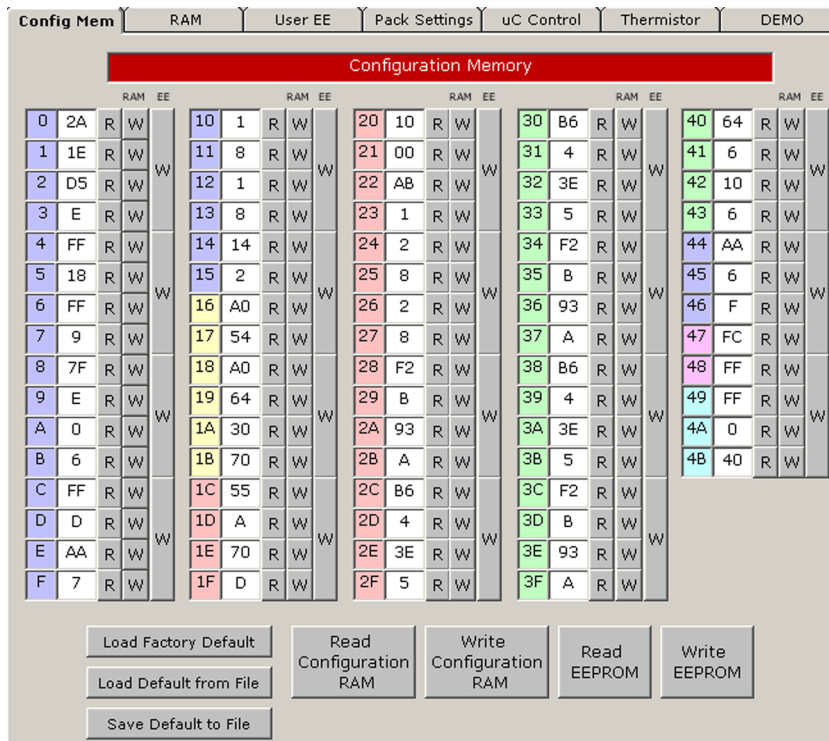 Config Mem RAM User EE Pack Settings uC Control Thermistor DEMO
Configuration Memory
RAM EE RAM EE RAM EE RAM EE RAM EE
0 2A R W 10 1 R W 20 10 R W 30 B6 R W 40 64 R W
1 1E R W 11 8 R W 21 00 R W 31 4 R W 41 6 R W
W W W W W
2 D5 R W 12 1 R W 22 AB R W 32 3E R W 42 10 R W
3 E R W 13 8 R W 23 1 R W 33 5 R W 43 6 R W
4 FF R W 14 14 R W 24 2 R W 34 F2 R W 44 AA R W
5 18 R W 15 2 R W 25 8 R W 35 B R W 45 6 R W
W W W W W
6 FF R W 16 A0 R W 26 2 R W 36 93 R W 46 F R W
7 9 R W 17 54 R W 27 8 R W 37 A R W 47 FC R W
8 7F R W 18 A0 R W 28 F2 R W 38 B6 R W 48 FF R W
9 E R W 19 64 R W 29 B R W 39 4 R W 49 FF R W
W W W W W
A 0 R W 1A 30 R W 2A 93 R W 3A 3E R W 4A 0 R W
B 6 R W 1B 70 R W 2B A R W 3B 5 R W 4B 40 R W
C FF R W 1C 55 R W 2C B6 R W 3C F2 R W
D D R W 1D A R W 2D 4 R W 3D B R W
W W W W
E AA R W 1E 70 R W 2E 3E R W 3E 93 R W
F 7 R W 1F D R W 2F 5 R W 3F A R W
Load Factory Default
Load Default from File
Save Default to File
Read
Configuration
RAM
Write
Configuration
RAM
Read
EEPROM
Write
EEPROM